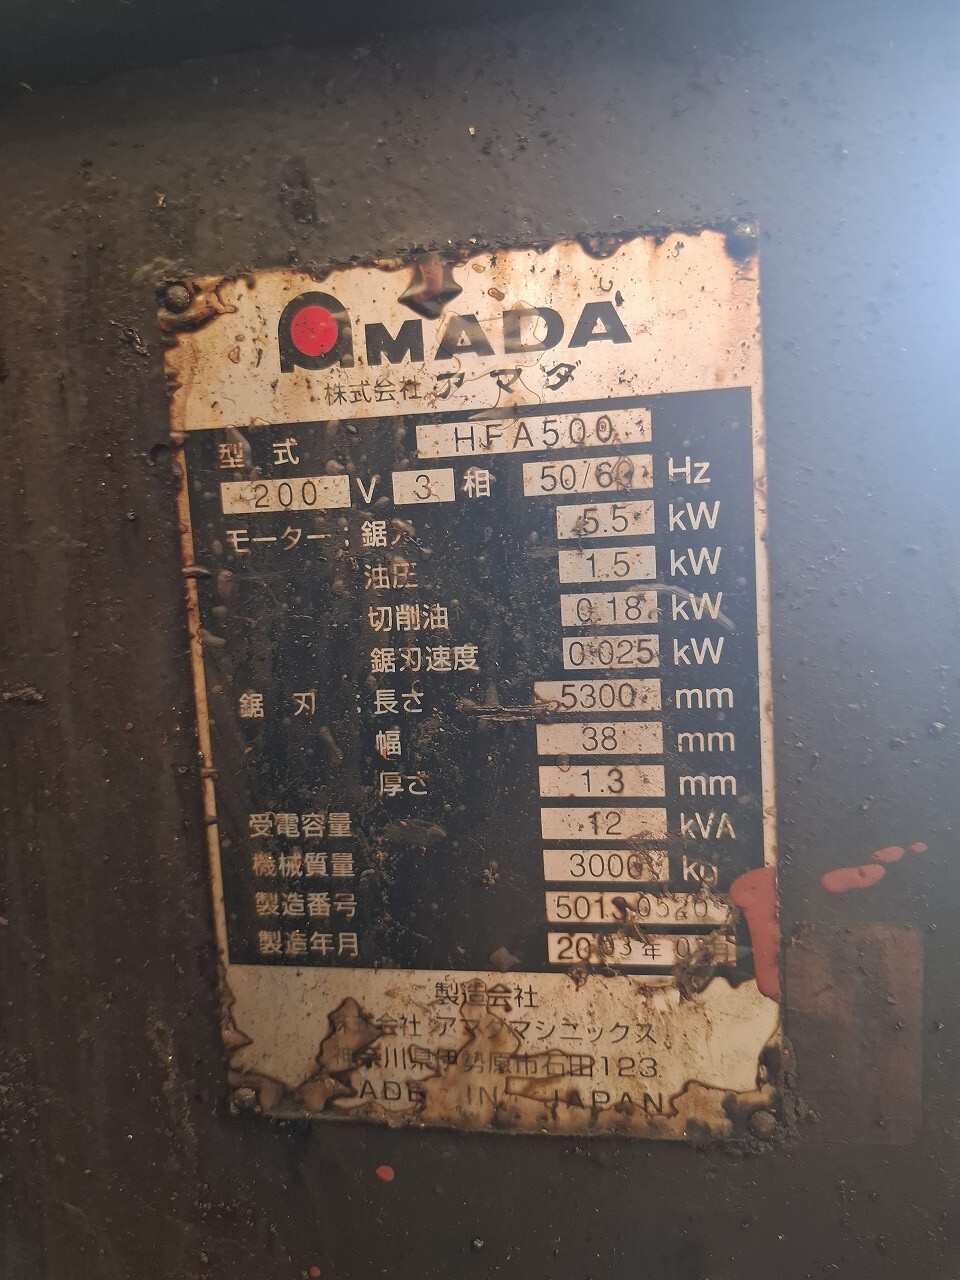 AMADA
株式会社 アマダ
型式 HFA500
200 V 3 相 50/60 Hz
モーター : 鋸刃 5.5 kW
油圧 1.5 kW
切削油 0.18 kW
鋸刃速度 0.025 kW
鋸刃 : 長さ 5300 mm
幅 38 mm
厚さ 1.3 mm
受電容量 12 kVA
機械質量 3000 kg
製造番号
製造年月 2003年
製造会社
株式会社 アマダマシニックス
神奈川県伊勢原市石田123
MADE IN JAPAN